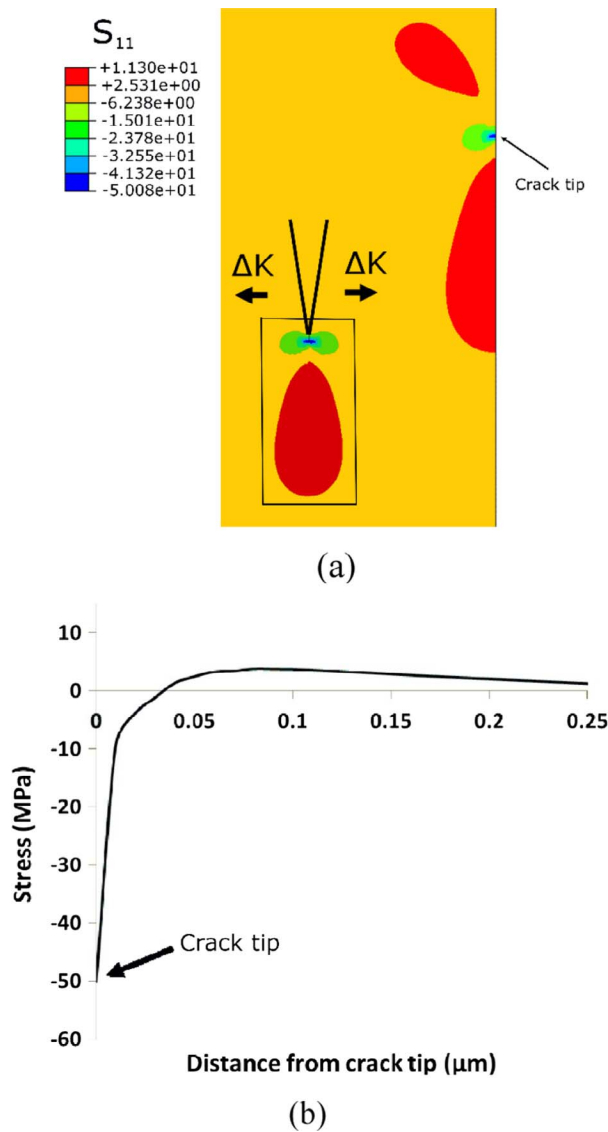 S₁₁
+1.130e+01
+2.531e+00
-6.238e+00
-1.501e+01
-2.378e+01
-3.255e+01
-4.132e+01
-5.008e+01
Crack tip
ΔK ΔK
(a)
10
0
-10
-20
-30
-40
-50
-60
0 0.05 0.1 0.15 0.2 0.25
Stress (MPa)
Crack tip
Distance from crack tip (μm)
(b)